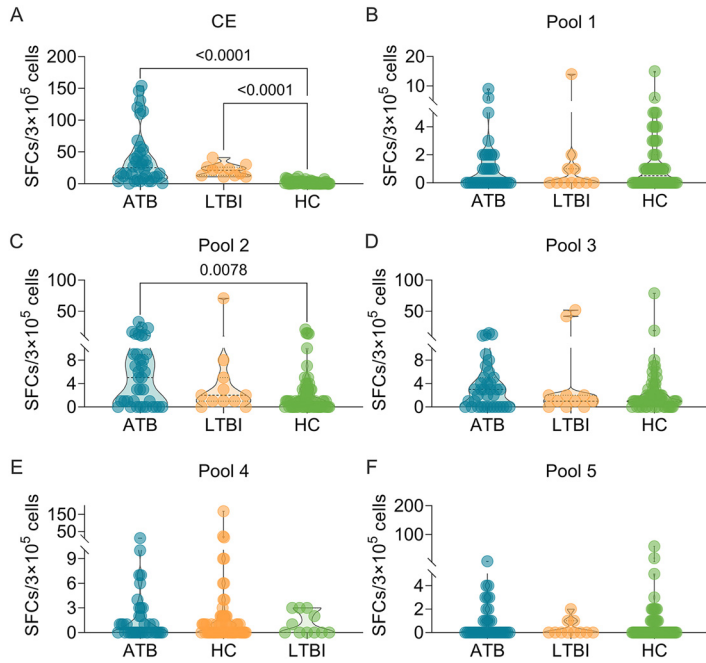 A
CE
SFCs/3×10⁵ cells
200
150
100
50
0
<0.0001
<0.0001
ATB
LTBI
HC
B
Pool 1
SFCs/3×10⁵ cells
20
10
4
2
0
ATB
LTBI
HC
C
Pool 2
SFCs/3×10⁵ cells
100
50
8
4
0
0.0078
ATB
LTBI
HC
D
Pool 3
SFCs/3×10⁵ cells
100
50
8
4
0
ATB
LTBI
HC
E
Pool 4
SFCs/3×10⁵ cells
150
50
9
6
3
0
ATB
HC
LTBI
F
Pool 5
SFCs/3×10⁵ cells
200
100
4
2
0
ATB
LTBI
HC